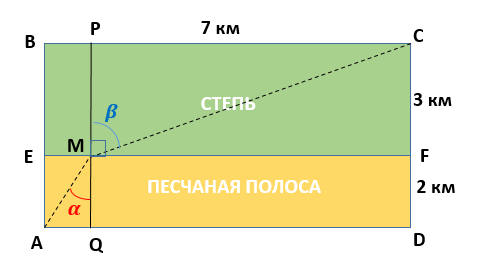 P 7 км
B C
β СТЕПЬ 3 км
E M F
α ПЕСЧАНАЯ ПОЛОСА 2 км
A Q D